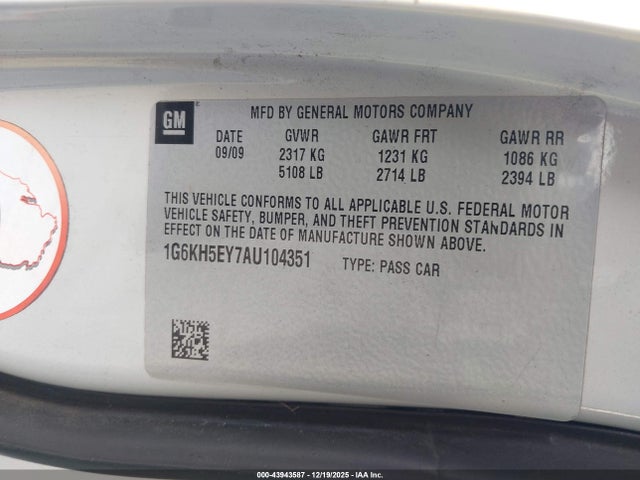 GM
MFD BY GENERAL MOTORS COMPANY
DATE GVWR GAWR FRT GAWR RR
09/09 2317 KG 1231 KG 1086 KG
5108 LB 2714 LB 2394 LB
THIS VEHICLE CONFORMS TO ALL APPLICABLE U.S. FEDERAL MOTOR
VEHICLE SAFETY, BUMPER, AND THEFT PREVENTION STANDARDS IN
EFFECT ON THE DATE OF MANUFACTURE SHOWN ABOVE.
1G6KH5EY7AU104351 TYPE: PASS CAR
000-43943587 - 12/19/2025 - IAA Inc.